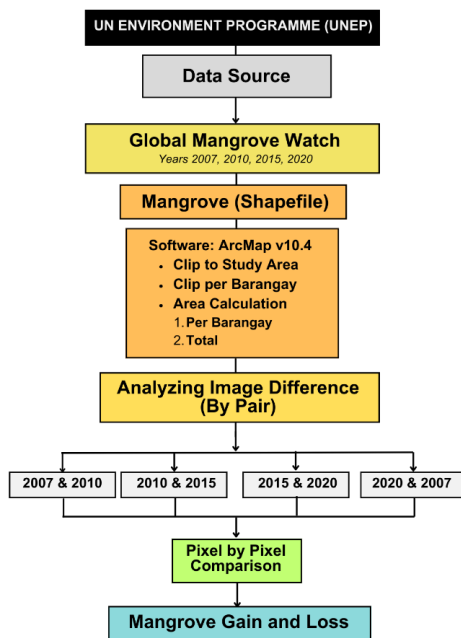 UN ENVIRONMENT PROGRAMME (UNEP)
Data Source
Global Mangrove Watch
Years 2007, 2010, 2015, 2020
Mangrove (Shapefile)
Software: ArcMap v10.4
• Clip to Study Area
• Clip per Barangay
• Area Calculation
1. Per Barangay
2. Total
Analyzing Image Difference
(By Pair)
2007 & 2010
2010 & 2015
2015 & 2020
2020 & 2007
Pixel by Pixel
Comparison
Mangrove Gain and Loss